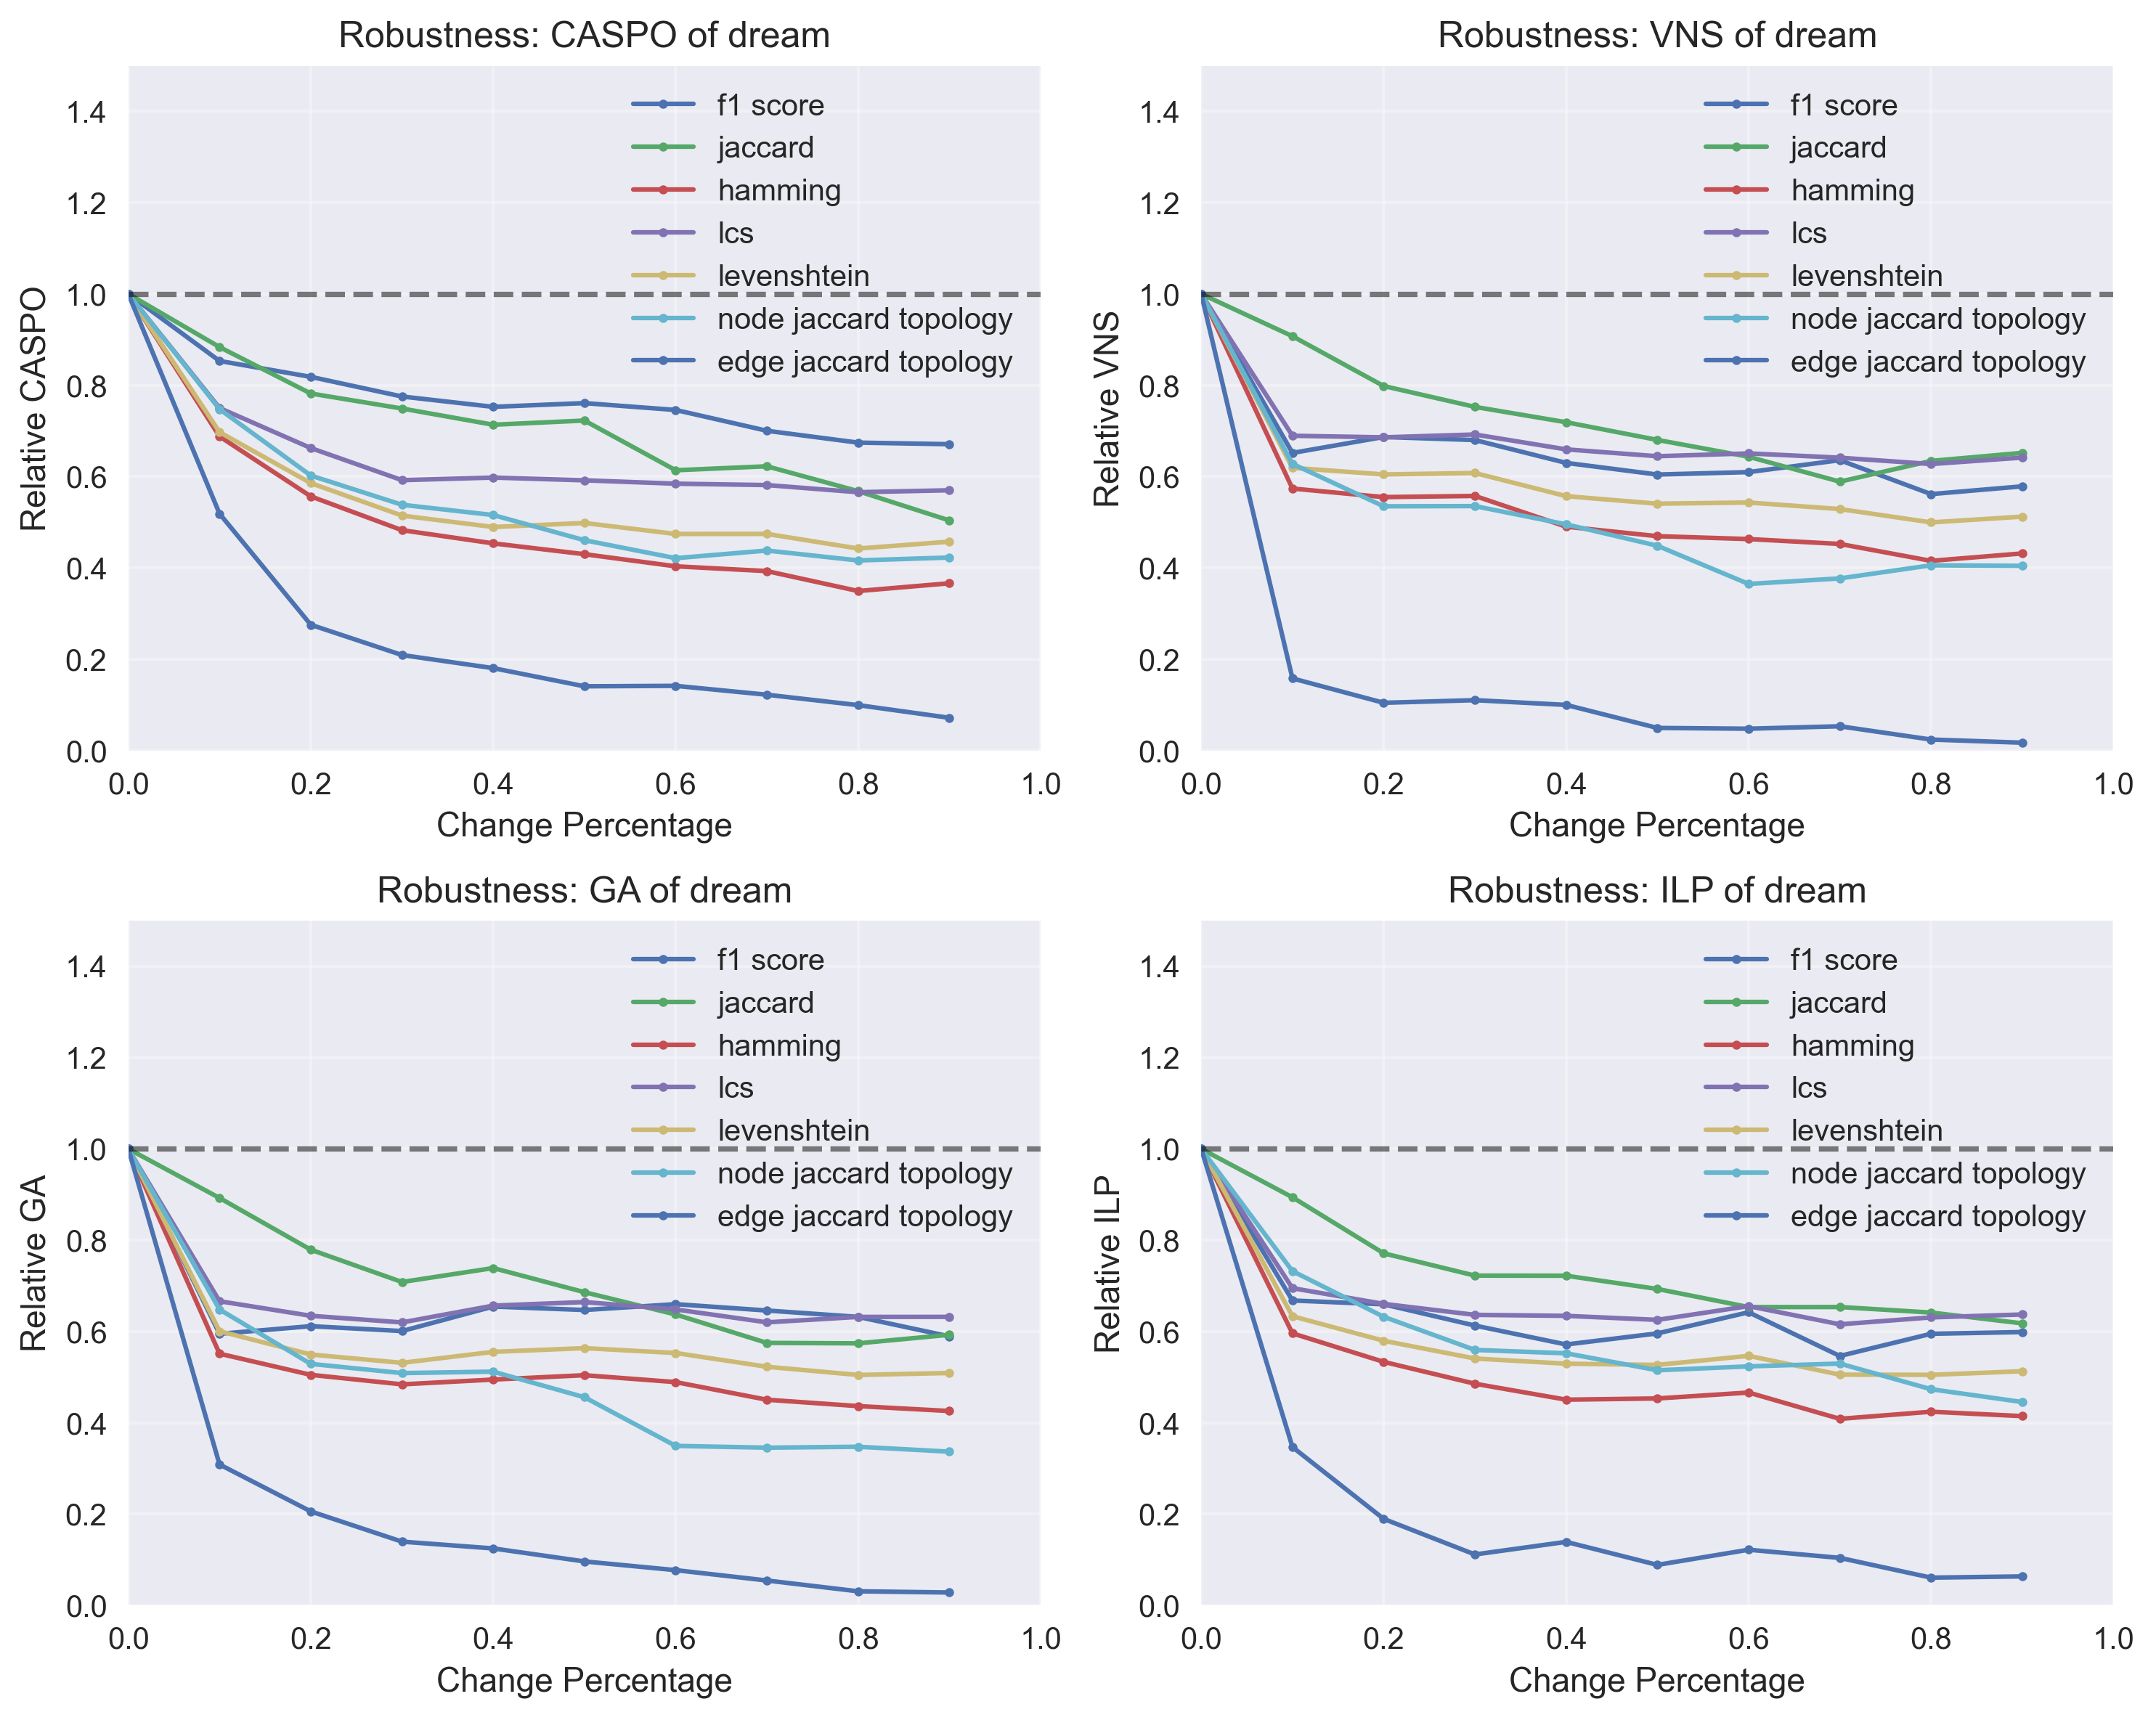 Robustness: CASPO of dream
Relative CASPO
1.4
1.2
1.0
0.8
0.6
0.4
0.2
0.0
f1 score
jaccard
hamming
lcs
levenshtein
node jaccard topology
edge jaccard topology
0.0 0.2 0.4 0.6 0.8 1.0
Change Percentage
Robustness: VNS of dream
Relative VNS
1.4
1.2
1.0
0.8
0.6
0.4
0.2
0.0
f1 score
jaccard
hamming
lcs
levenshtein
node jaccard topology
edge jaccard topology
0.0 0.2 0.4 0.6 0.8 1.0
Change Percentage
Robustness: GA of dream
Relative GA
1.4
1.2
1.0
0.8
0.6
0.4
0.2
0.0
f1 score
jaccard
hamming
lcs
levenshtein
node jaccard topology
edge jaccard topology
0.0 0.2 0.4 0.6 0.8 1.0
Change Percentage
Robustness: ILP of dream
Relative ILP
1.4
1.2
1.0
0.8
0.6
0.4
0.2
0.0
f1 score
jaccard
hamming
lcs
levenshtein
node jaccard topology
edge jaccard topology
0.0 0.2 0.4 0.6 0.8 1.0
Change Percentage